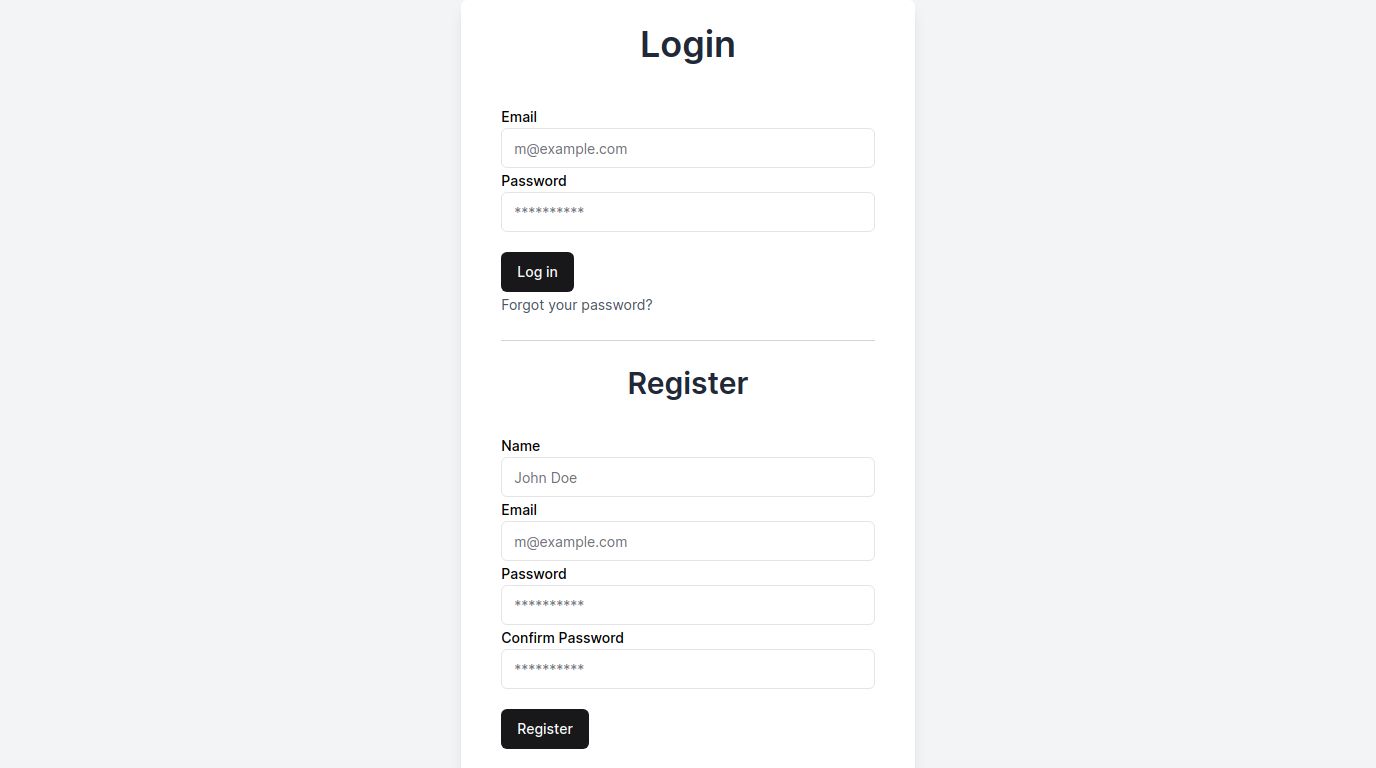 Login
Email
m@example.com
Password
**********
Log in
Forgot your password?
Register
Name
John Doe
Email
m@example.com
Password
**********
Confirm Password
**********
Register